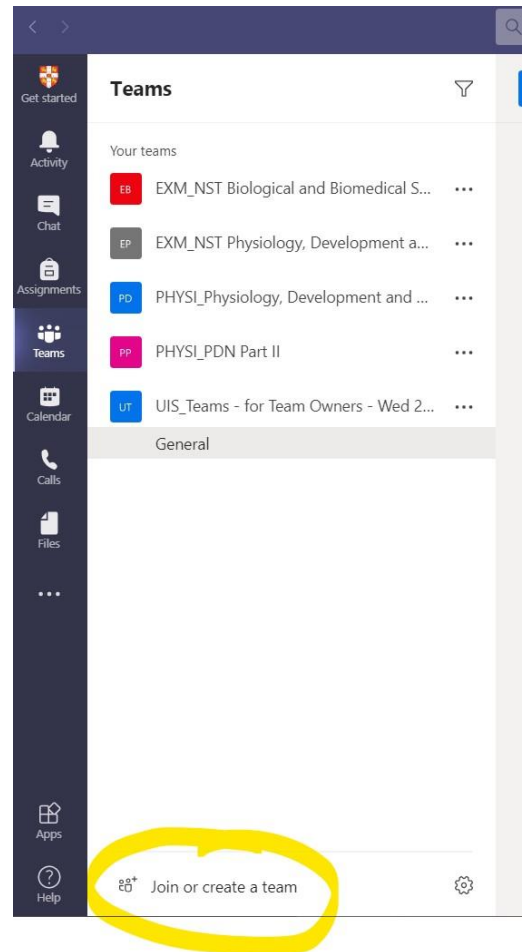 Get started
Activity
Chat
Assignments
Teams
Calendar
Calls
Files
Apps
Help
Teams
Your teams
EB EXM_NST Biological and Biomedical S... ...
EP EXM_NST Physiology, Development a... ...
PD PHYSI_Physiology, Development and ... ...
PP PHYSI_PDN Part II ...
UT UIS_Teams - for Team Owners - Wed 2... ...
General
Join or create a team